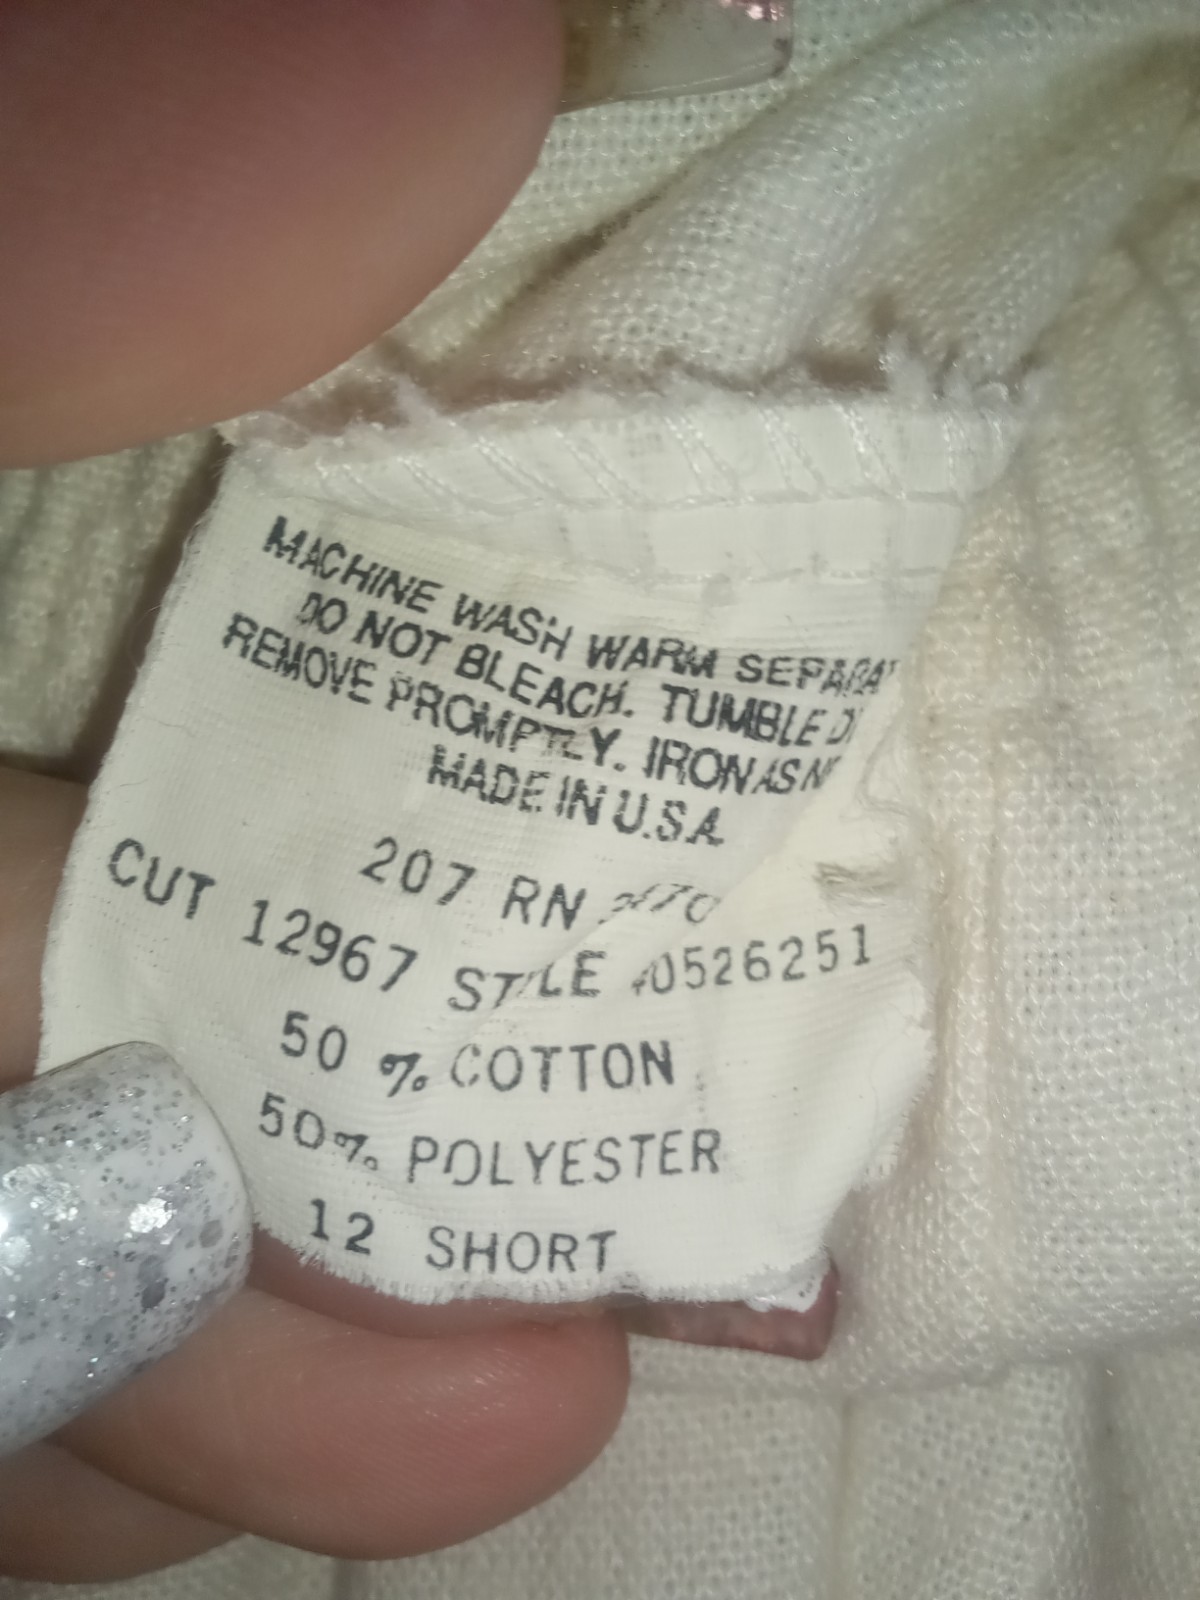 MACHINE WASH WARM
DO NOT BLEACH. TUMBLE
REMOVE PROMPTLY. IRON AS
MADE IN U.S.A.
207 RN
CUT 12967 STYLE 0526251
50 % COTTON
50% POLYESTER
12 SHORT